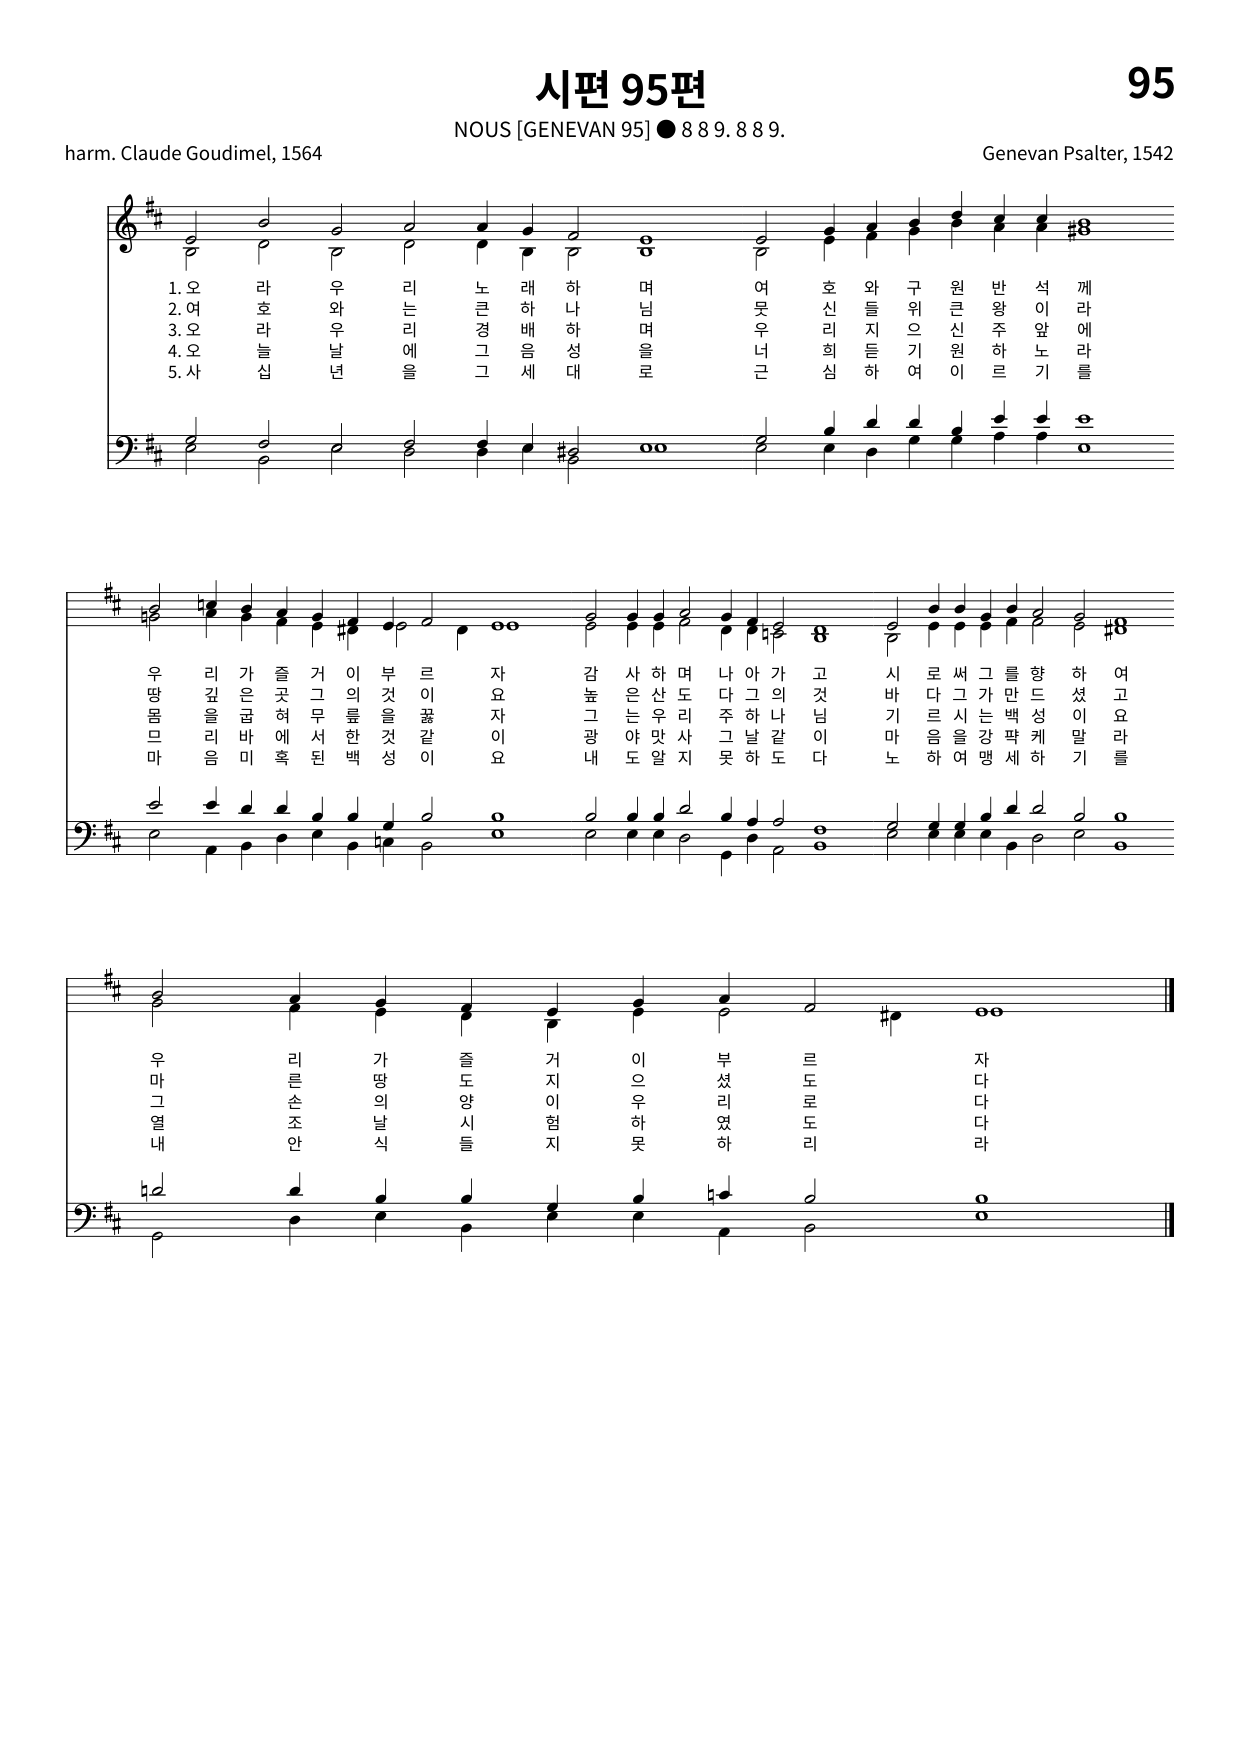 시편 95편
95
NOUS [GENEVAN 95] ● 8 8 9. 8 8 9.
harm. Claude Goudimel, 1564
Genevan Psalter, 1542
1. 오 라 우 리 노 래 하 며 여 호 와 구 원 반 석 께
2. 여 호 와 는 큰 하 나 님 뭇 신 들 위 큰 왕 이 라
3. 오 라 우 리 경 배 하 며 우 리 지 으 신 주 앞 에
4. 오 늘 날 에 그 음 성 을 너 희 듣 기 원 하 노 라
5. 사 십 년 을 그 세 대 로 근 심 하 여 이 르 기 를
우 리 가 즐 거 이 부 르 자 감 사 하 며 나 아 가 고 시 로 써 그 를 향 하 여
땅 깊 은 곳 그 의 것 이 요 높 은 산 도 다 그 의 것 바 다 그 가 만 드 셨 고
몸 을 굽 혀 무 릎 을 꿇 자 그 는 우 리 주 하 나 님 기 르 시 는 백 성 이 요
므 리 바 에 서 한 것 같 이 광 야 맛 사 그 날 같 이 마 음 을 강 퍅 케 말 라
마 음 미 혹 된 백 성 이 요 내 도 알 지 못 하 도 다 노 하 여 맹 세 하 기 를
우 리 가 즐 거 이 부 르 자
마 른 땅 도 지 으 셨 도 다
그 손 의 양 이 우 리 로 다
열 조 날 시 험 하 였 도 다
내 안 식 들 지 못 하 리 라